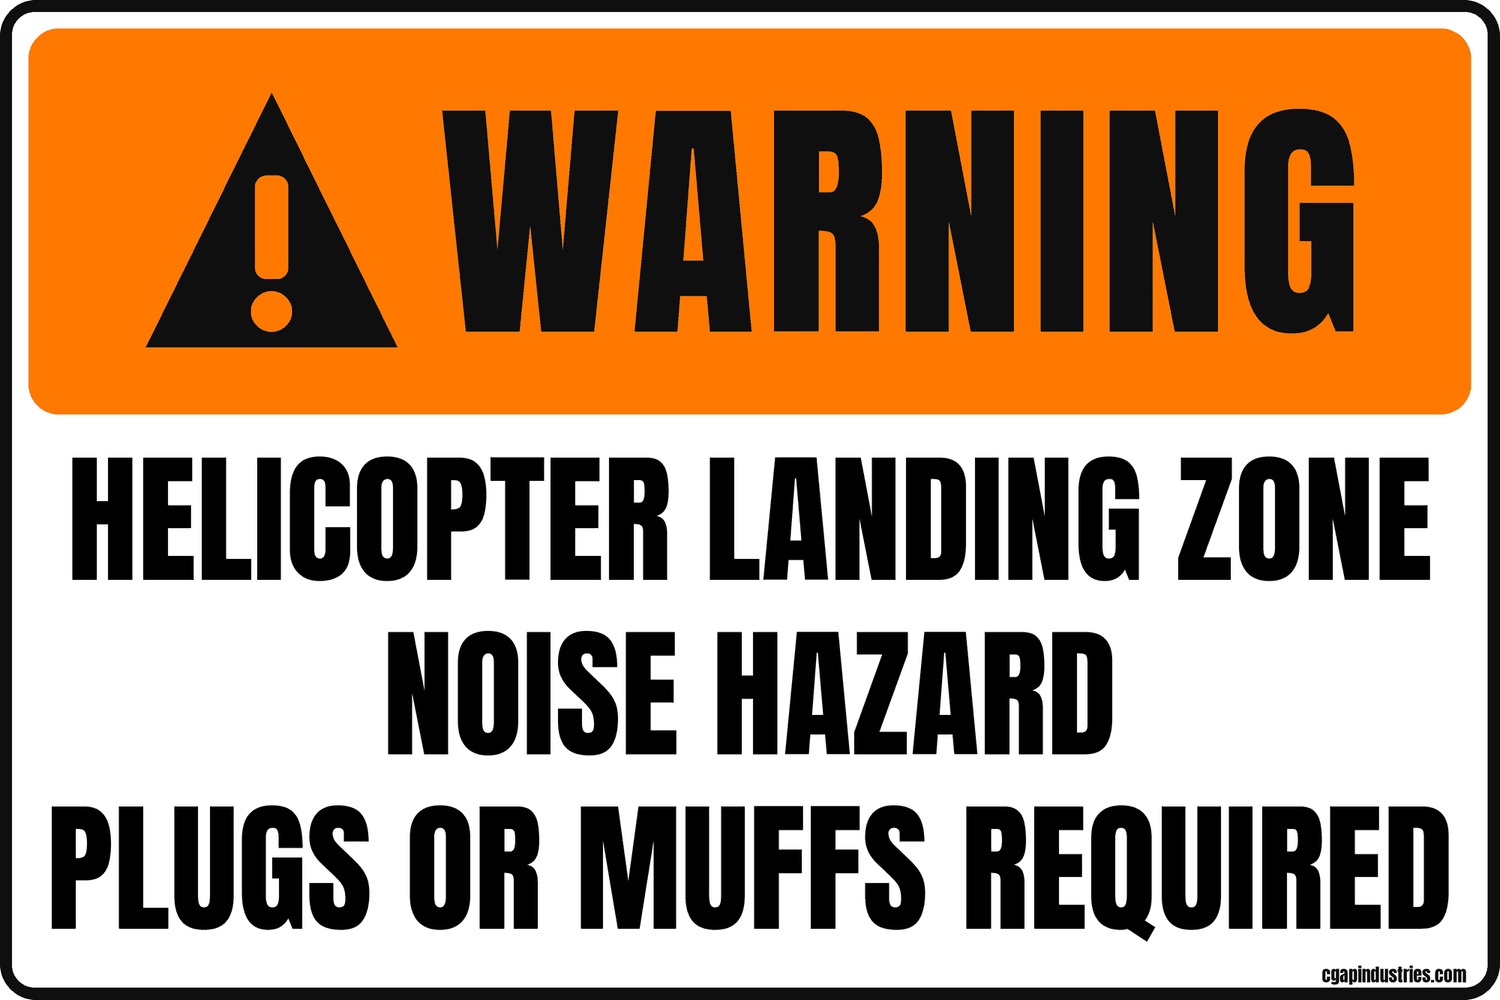 WARNING
HELICOPTER LANDING ZONE
NOISE HAZARD
PLUGS OR MUFFS REQUIRED
cgapindustries.com